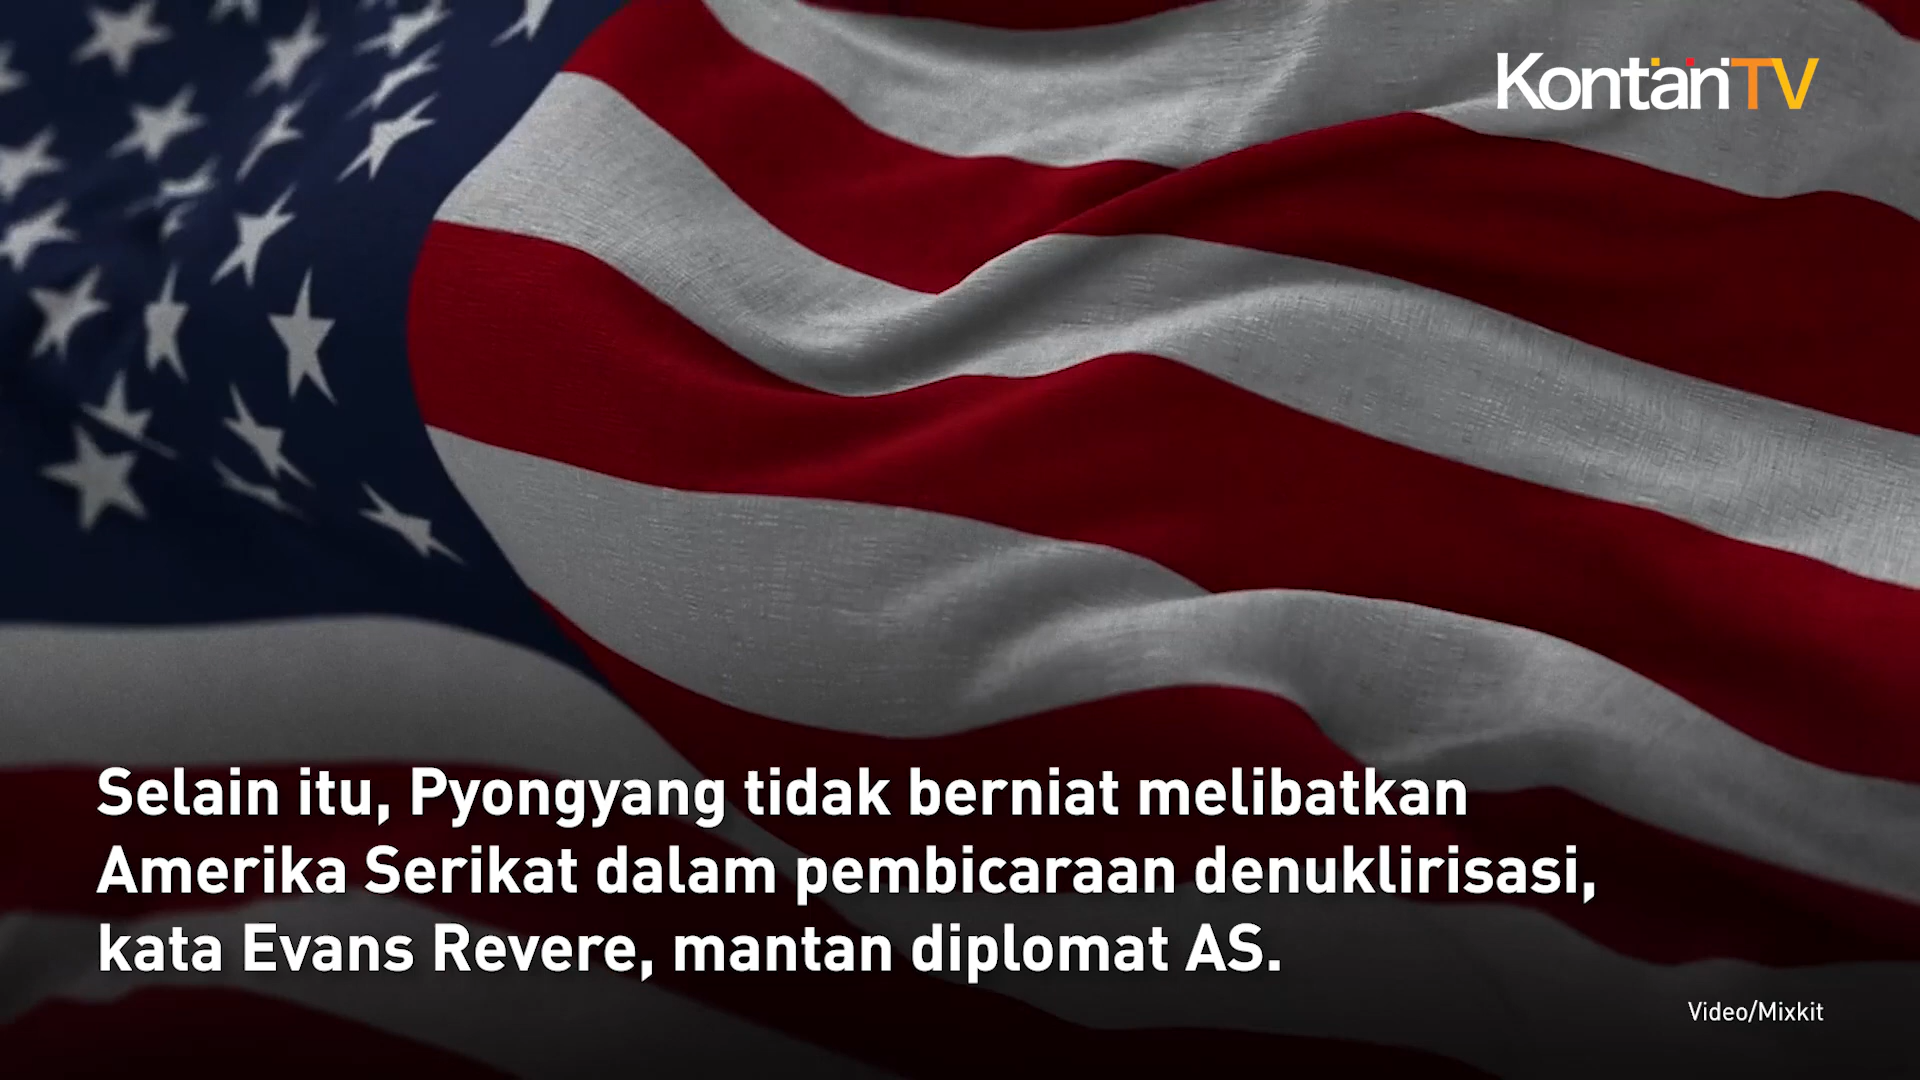 KontanTV
Selain itu, Pyongyang tidak berniat melibatkan
Amerika Serikat dalam pembicaraan denuklirisasi,
kata Evans Revere, mantan diplomat AS.
Video/Mixkit